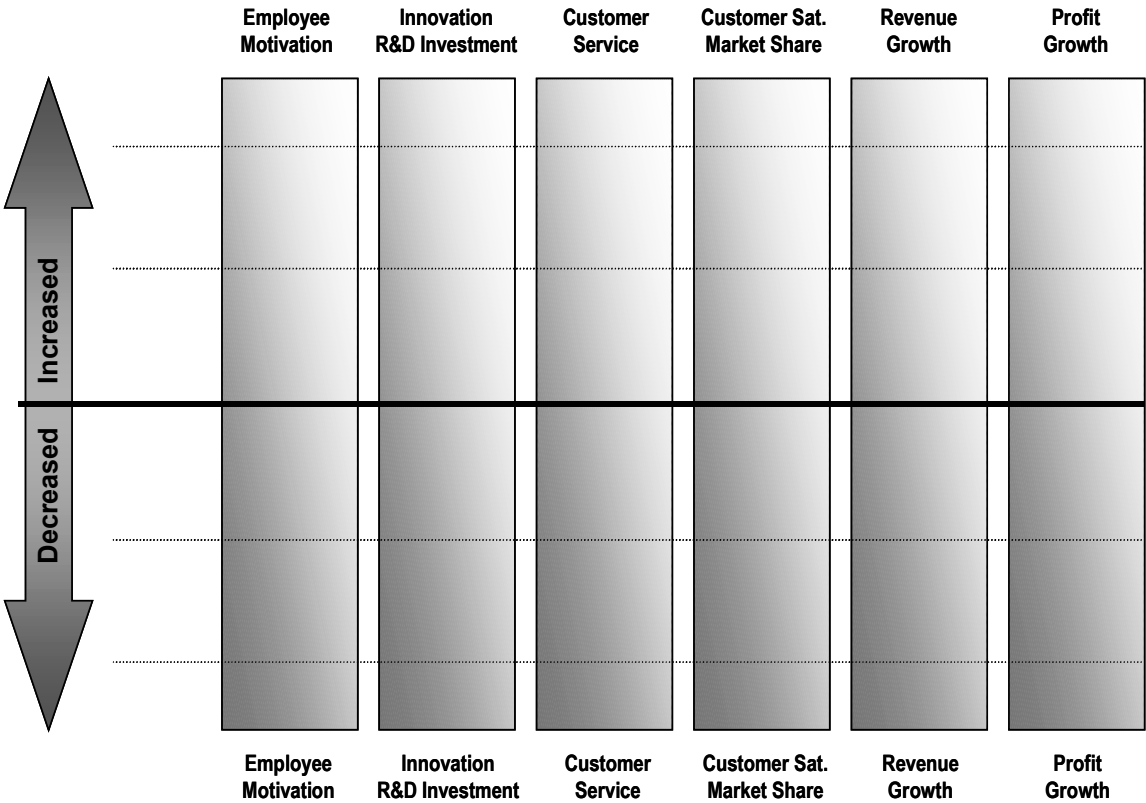 Employee
Motivation
Innovation
R&D Investment
Customer
Service
Customer Sat.
Market Share
Revenue
Growth
Profit
Growth
Increased
Decreased
Employee
Motivation
Innovation
R&D Investment
Customer
Service
Customer Sat.
Market Share
Revenue
Growth
Profit
Growth